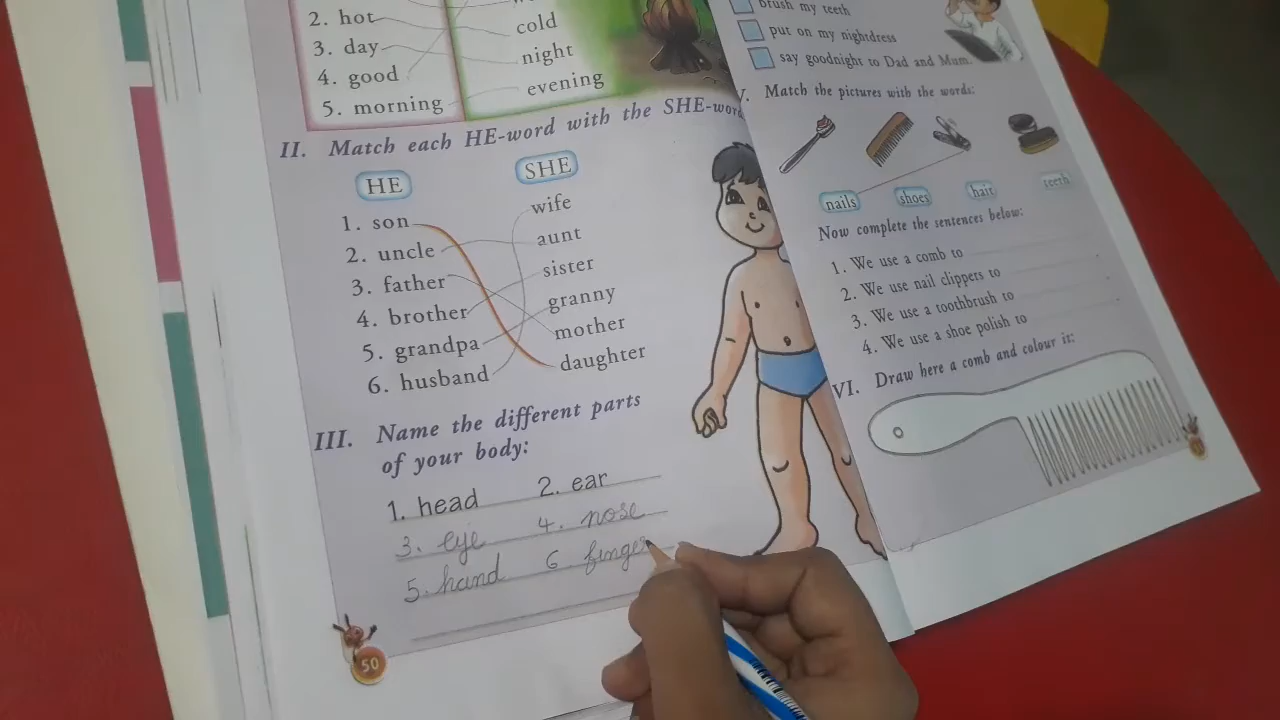 2. hot
3. day
4. good
5. morning
cold
night
evening
II. Match each HE-word with the SHE-word
HE
SHE
1. son
2. uncle
3. father
4. brother
5. grandpa
6. husband
wife
aunt
sister
granny
mother
daughter
III. Name the different parts
of your body:
1. head 2. ear
3. eye 4. nose
5. hand 6. finger
50
brush my teeth
put on my nightdress
say goodnight to Dad and Mum.
V. Match the pictures with the words:
nails shoes hair teeth
Now complete the sentences below:
1. We use a comb to
2. We use nail clippers to
3. We use a toothbrush to
4. We use a shoe polish to
VI. Draw here a comb and colour it: